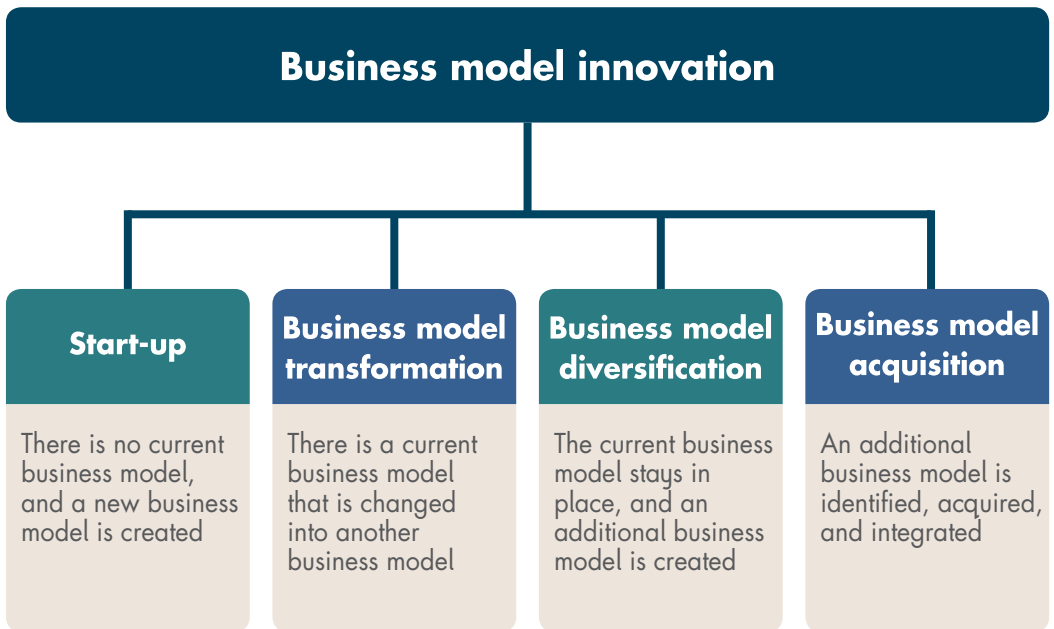 Business model innovation
Start-up
There is no current
business model,
and a new business
model is created
Business model
transformation
There is a current
business model
that is changed
into another
business model
Business model
diversification
The current business
model stays in
place, and an
additional business
model is created
Business model
acquisition
An additional
business model is
identified, acquired,
and integrated